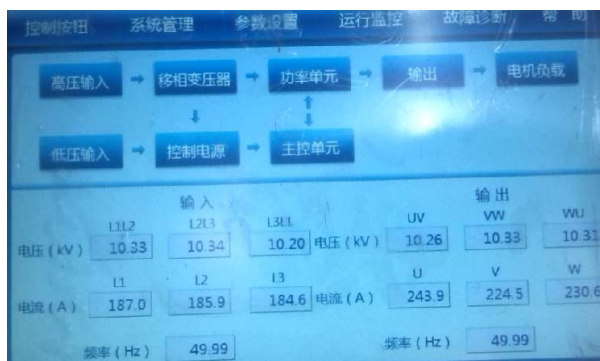 控制按钮 系统管理 参数设置 运行监控 故障诊断 帮 助
高压输入 移相变压器 功率单元 输出 电机负载
低压输入 控制电源 主控单元
输 入 输 出
L1L2 L2L3 L3L1 UV VW WU
电压（kV） 10.33 10.34 10.20 电压（kV） 10.26 10.33 10.31
L1 L2 L3 U V W
电流（A） 187.0 185.9 184.6 电流（A） 243.9 224.5 230.6
频率（Hz） 49.99 频率（Hz） 49.99